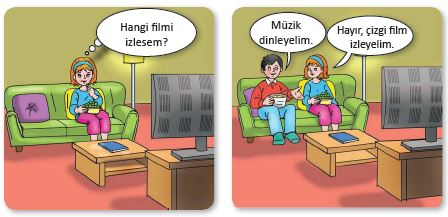 Hangi filmi
izlesem?
Müzik
dinleyelim.
Hayır, çizgi film
izleyelim.